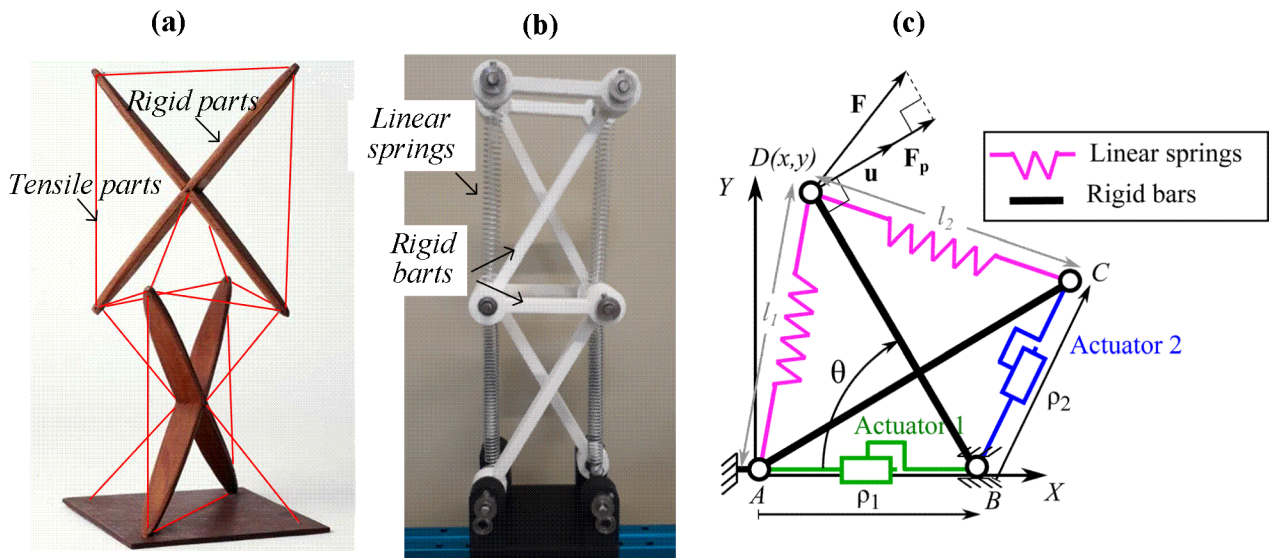 (a)
(b)
(c)
Rigid parts
Tensile parts
Linear
springs
Rigid
barts
F
Fp
u
D(x,y)
Y
l2
l1
C
θ
Actuator 2
ρ2
Actuator 1
ρ1
A
B
X
Linear springs
Rigid bars